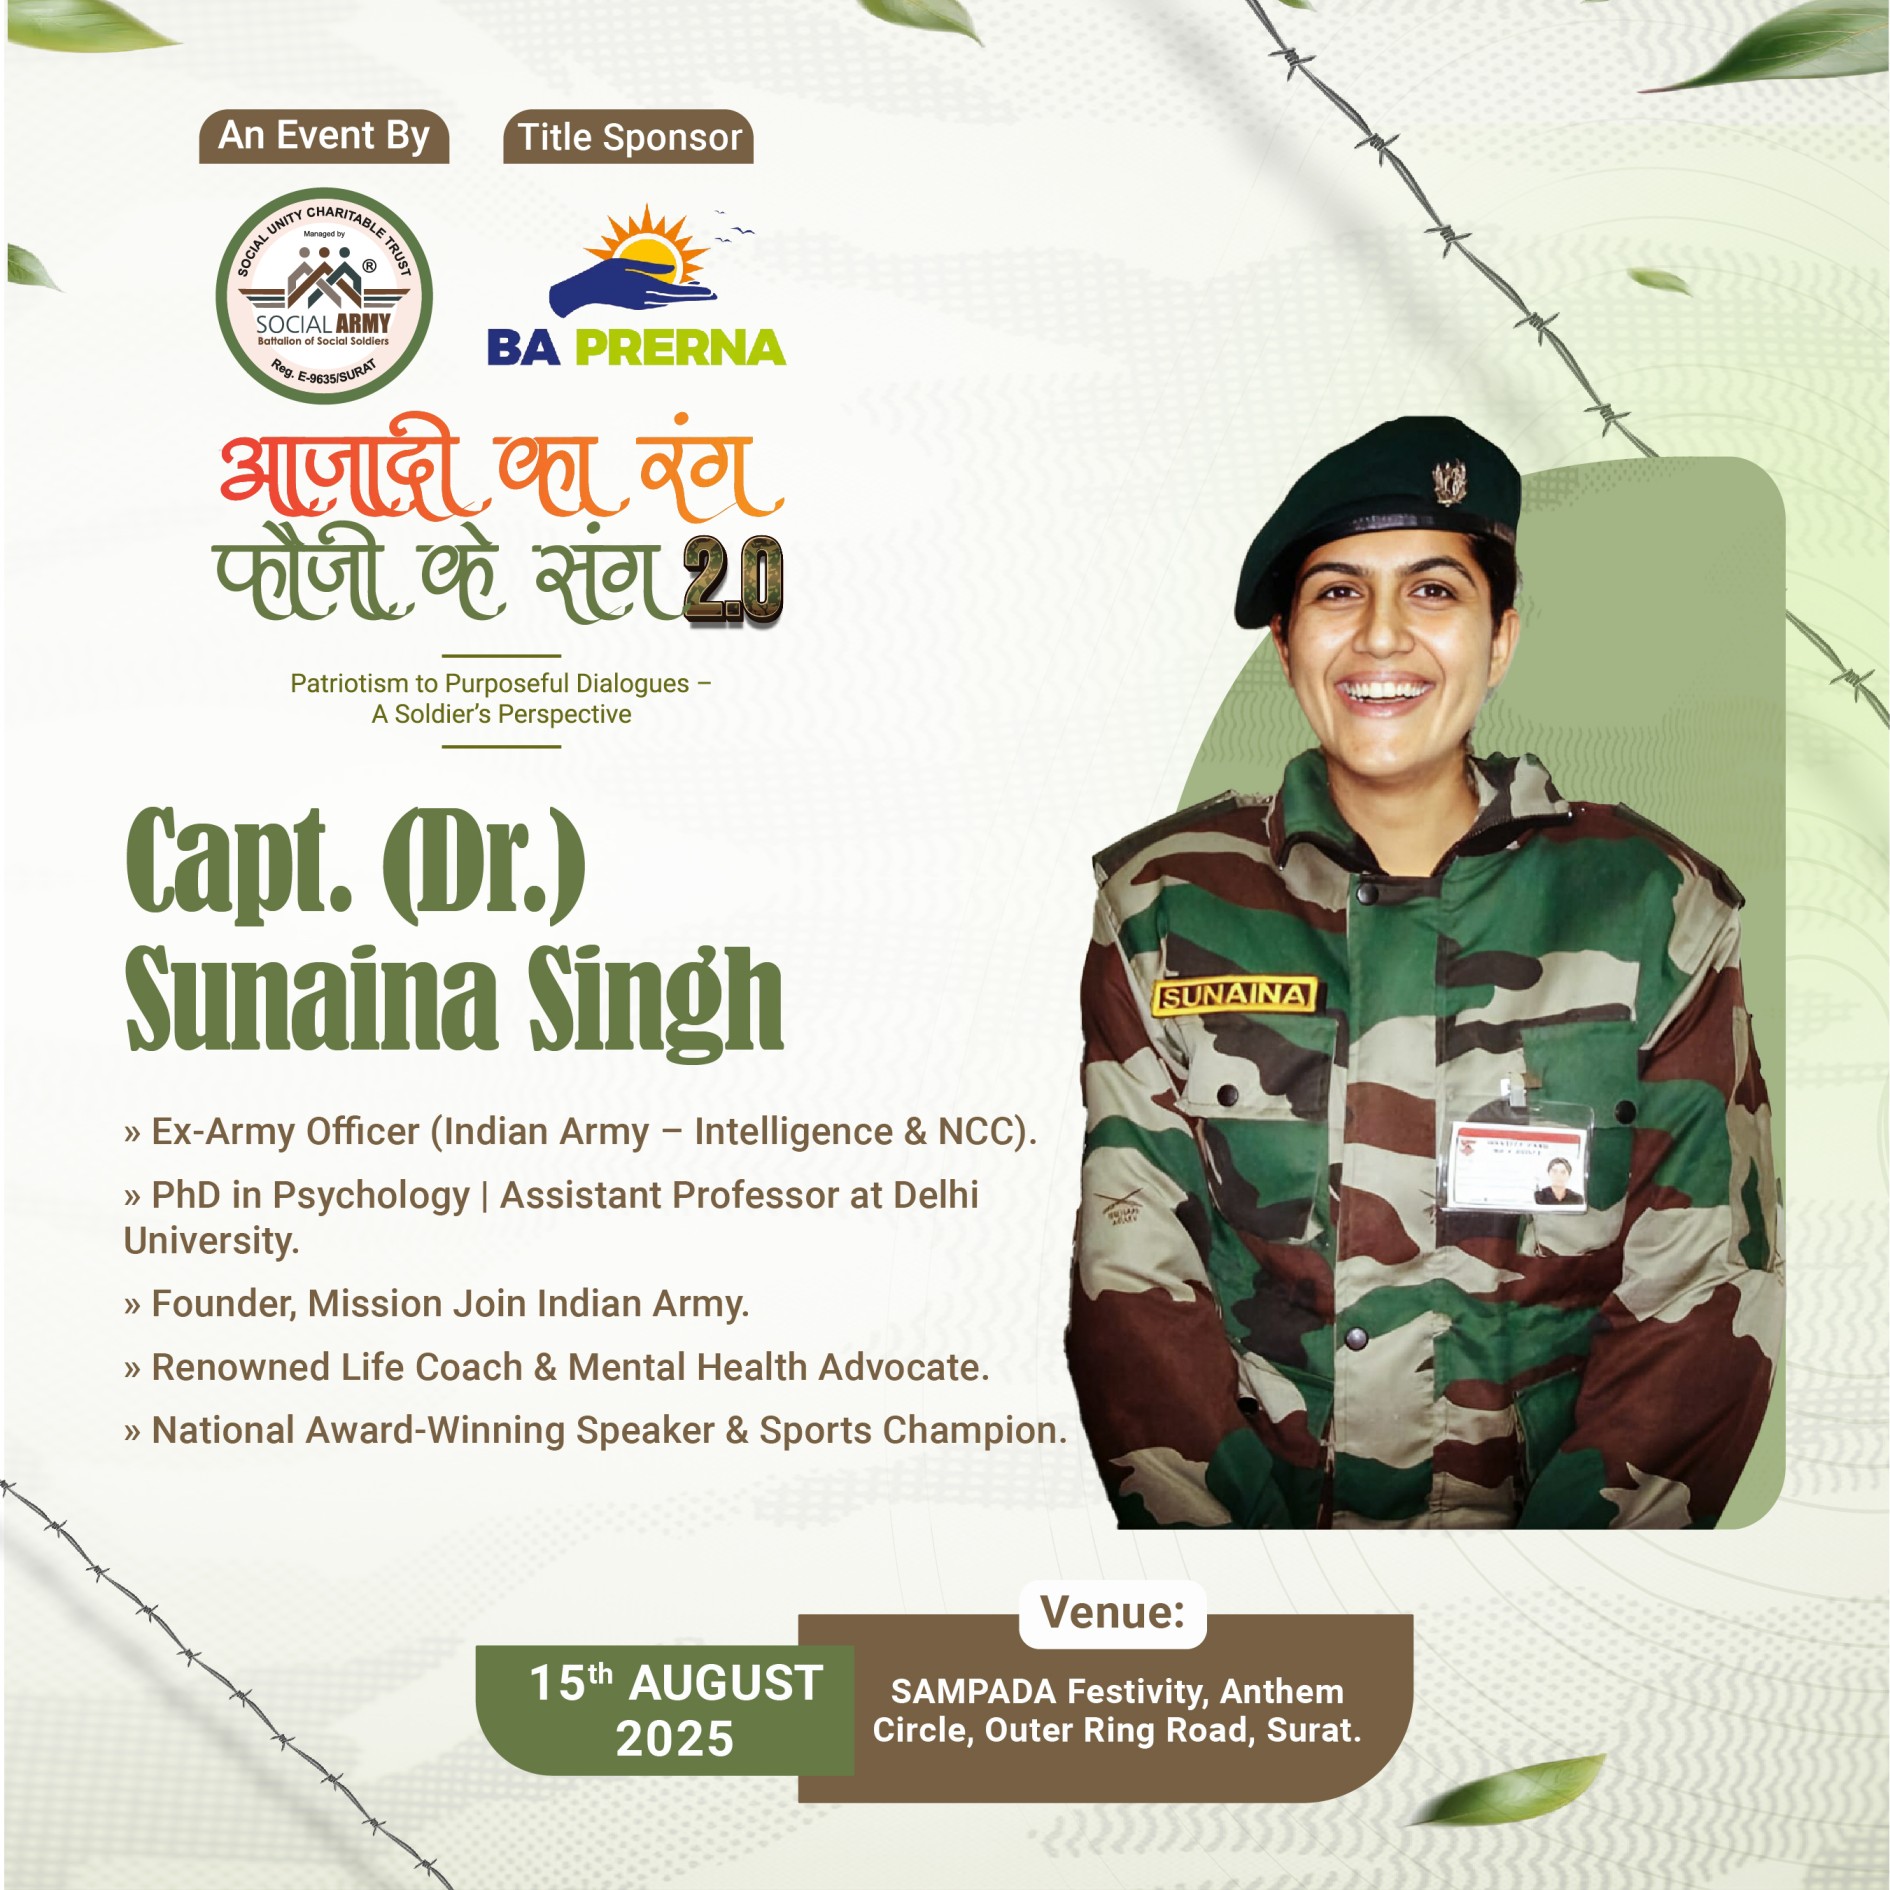 An Event By
Title Sponsor
SOCIAL UNITY CHARITABLE TRUST
Managed by
®
SOCIAL ARMY
Battalion of Social Soldiers
Reg. E-9635/SURAT
BA PRERNA
आज़ादी का रंग
फौजी के संग 2.0
Patriotism to Purposeful Dialogues –
A Soldier's Perspective
Capt. (Dr.)
Sunaina Singh
» Ex-Army Officer (Indian Army – Intelligence & NCC).
» PhD in Psychology | Assistant Professor at Delhi
University.
» Founder, Mission Join Indian Army.
» Renowned Life Coach & Mental Health Advocate.
» National Award-Winning Speaker & Sports Champion.
SUNAINA
15th AUGUST
2025
Venue:
SAMPADA Festivity, Anthem
Circle, Outer Ring Road, Surat.